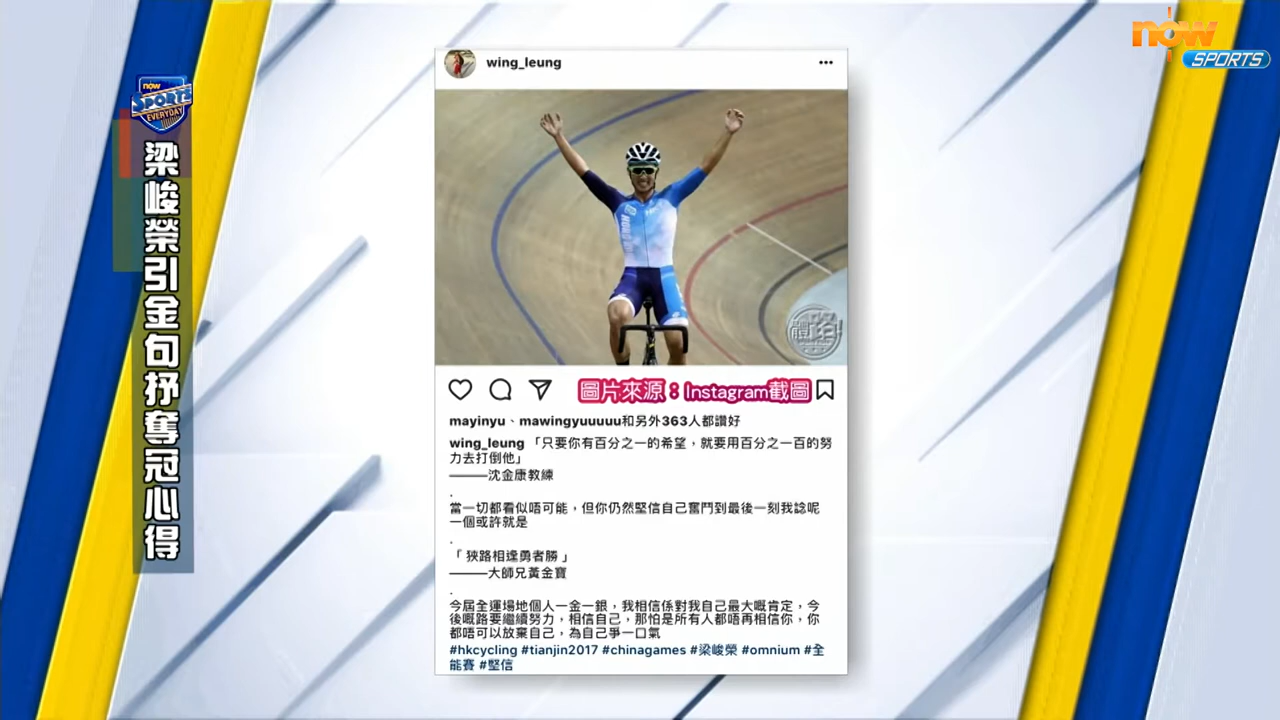 now
SPORTS
now
SPORTS
EVERYDAY
梁峻榮引金句抒奪冠心得
wing_leung
體路
圖片來源：Instagram截圖
mayinyu、mawingyuuuuu和另外363人都讚好
wing_leung 「只要你有百分之一的希望，就要用百分之一百的努
力去打倒他」
———沈金康教練
.
當一切都看似唔可能，但你仍然堅信自己奮鬥到最後一刻我諗呢
一個或許就是
.
「 狹路相逢勇者勝 」
———大師兄黃金寶
.
今屆全運場地個人一金一銀，我相信係對我自己最大嘅肯定，今
後嘅路要繼續努力，相信自己，那怕是所有人都唔再相信你，你
都唔可以放棄自己，為自己爭一口氣
#hkcycling #tianjin2017 #chinagames #梁峻榮 #omnium #全
能賽 #堅信